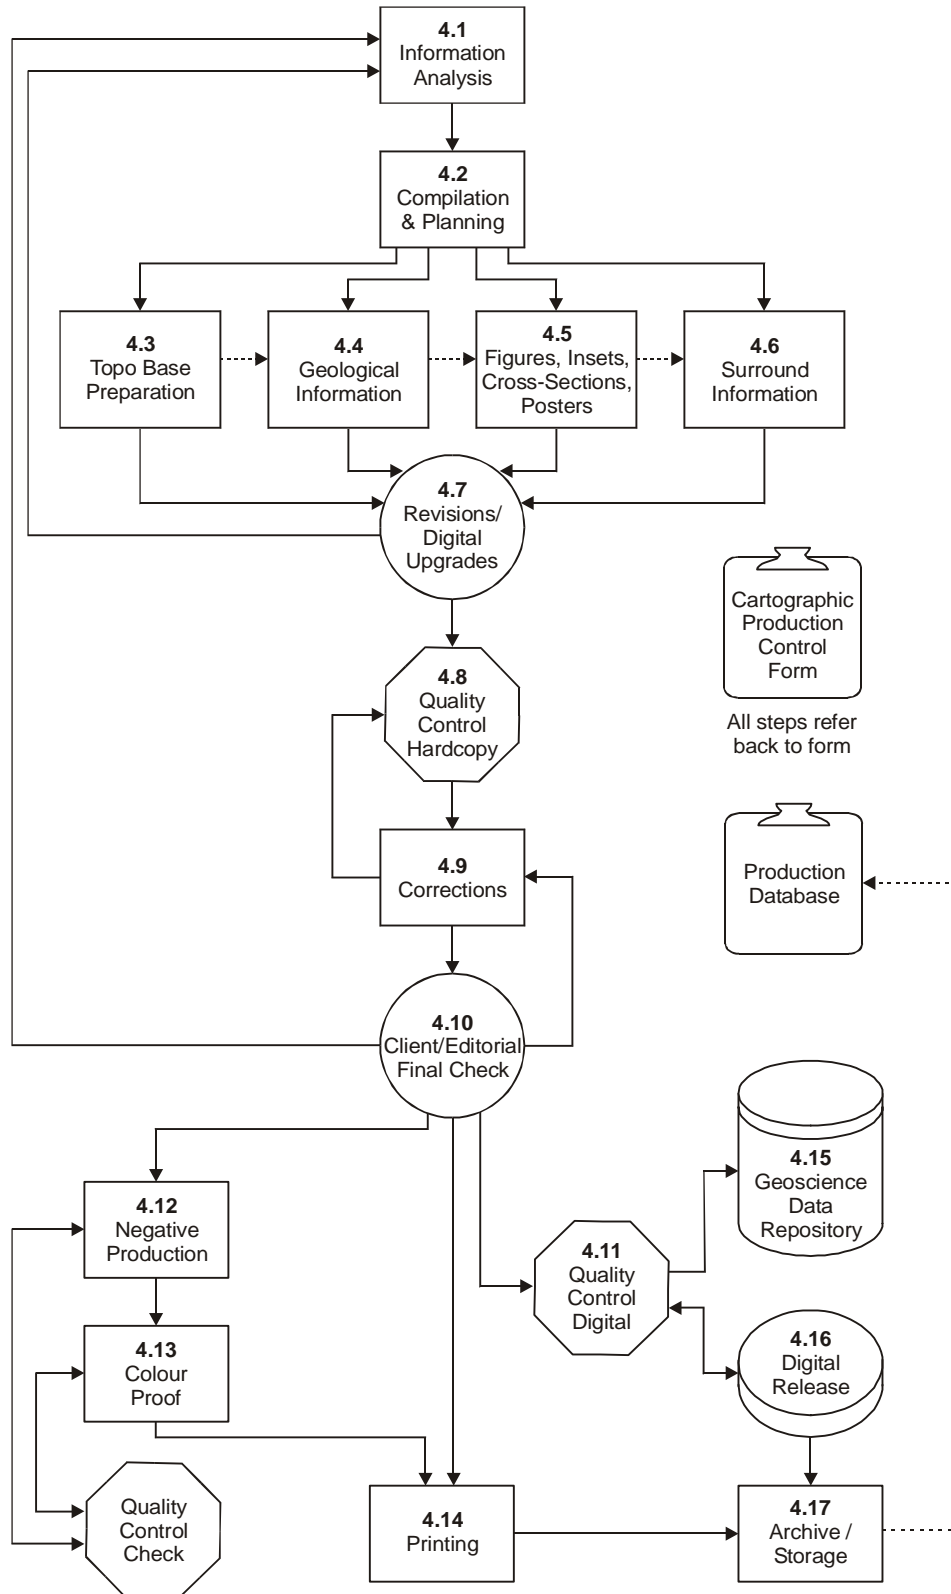 4.1
Information
Analysis
4.2
Compilation
& Planning
4.3
Topo Base
Preparation
4.4
Geological
Information
4.5
Figures, Insets,
Cross-Sections,
Posters
4.6
Surround
Information
4.7
Revisions/
Digital
Upgrades
Cartographic
Production
Control
Form
All steps refer
back to form
4.8
Quality
Control
Hardcopy
4.9
Corrections
Production
Database
4.10
Client/Editorial
Final Check
4.12
Negative
Production
4.11
Quality
Control
Digital
4.15
Geoscience
Data
Repository
4.13
Colour
Proof
4.16
Digital
Release
Quality
Control
Check
4.14
Printing
4.17
Archive /
Storage